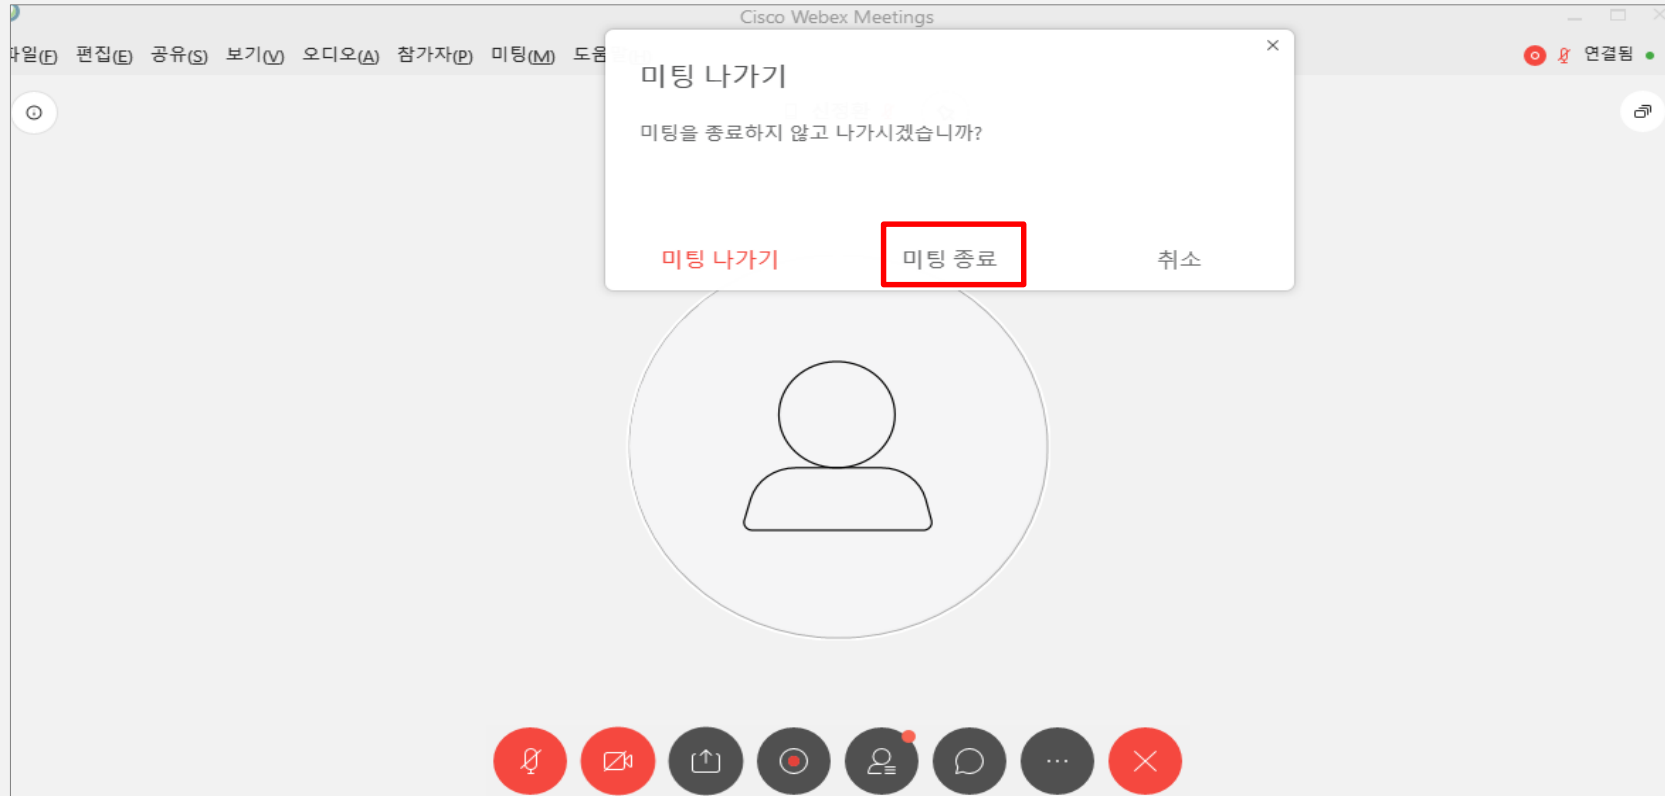 Cisco Webex Meetings
파일(F) 편집(E) 공유(S) 보기(V) 오디오(A) 참가자(P) 미팅(M) 연결됨
미팅 나가기
미팅을 종료하지 않고 나가시겠습니까?
미팅 나가기 미팅 종료 취소